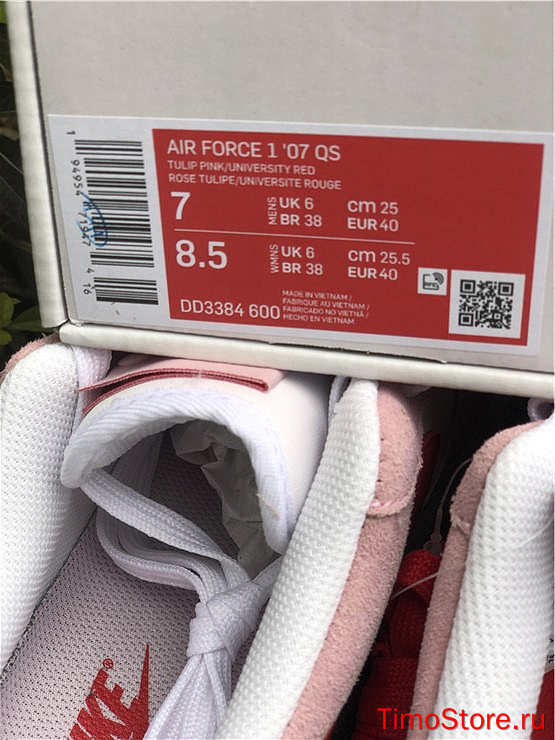 AIR FORCE 1 '07 QS
TULIP PINK/UNIVERSITY RED
ROSE TULIPE/UNIVERSITE ROUGE
7 MENS UK 6 cm 25
BR 38 EUR 40
8.5 WMNS UK 6 cm 25.5
BR 38 EUR 40
DD3384 600 MADE IN VIETNAM /
FABRIQUE AU VIETNAM /
FABRICADO NO VIETNÃ /
HECHO EN VIETNAM
NIKE®
TimoStore.ru